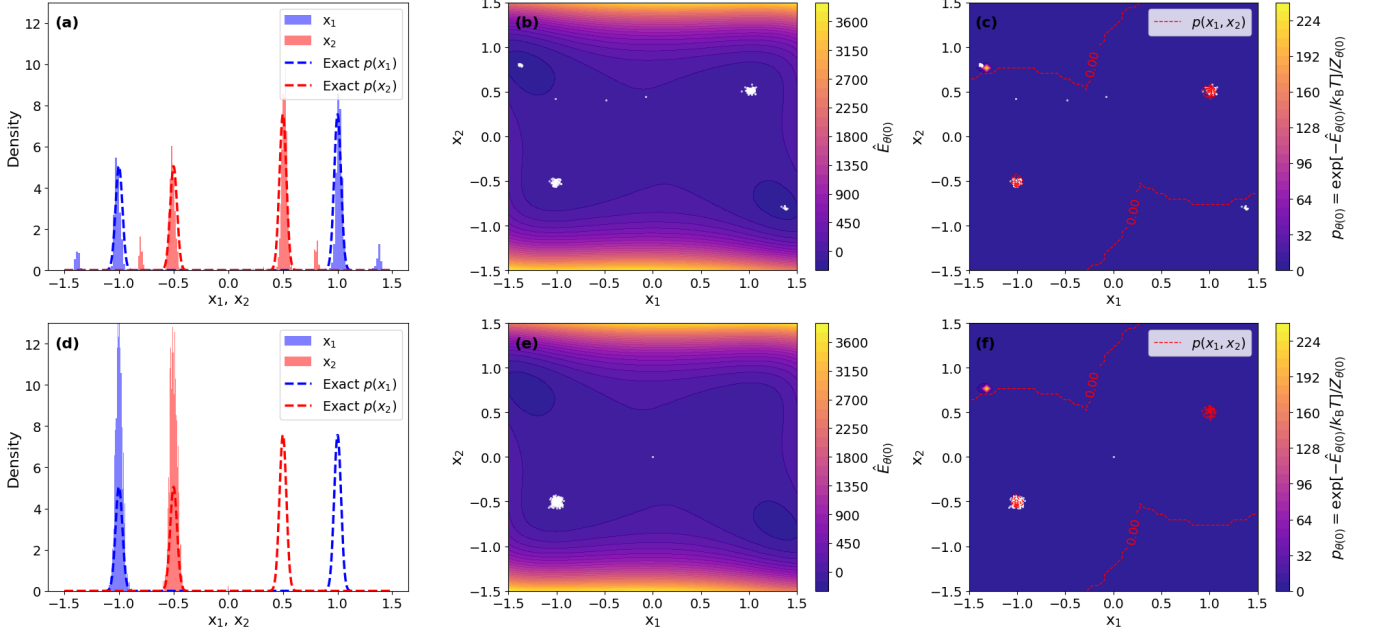 (a)
x₁
x₂
Exact p(x₁)
Exact p(x₂)
Density
12
10
8
6
4
2
0
−1.5 −1.0 −0.5 0.0 0.5 1.0 1.5
x₁, x₂
(b)
x₂
1.5
1.0
0.5
0.0
−0.5
−1.0
−1.5
−1.5 −1.0 −0.5 0.0 0.5 1.0 1.5
x₁
3600
3150
2700
2250
1800
1350
900
450
0
Ê_θ(0)
(c)
p(x₁, x₂)
0.00
0.00
x₂
1.5
1.0
0.5
0.0
−0.5
−1.0
−1.5
−1.5 −1.0 −0.5 0.0 0.5 1.0 1.5
x₁
224
192
160
128
96
64
32
0
p_θ(0) = exp[−Ê_θ(0)/k_BT]/Z_θ(0)
(d)
x₁
x₂
Exact p(x₁)
Exact p(x₂)
Density
12
10
8
6
4
2
0
−1.5 −1.0 −0.5 0.0 0.5 1.0 1.5
x₁, x₂
(e)
x₂
1.5
1.0
0.5
0.0
−0.5
−1.0
−1.5
−1.5 −1.0 −0.5 0.0 0.5 1.0 1.5
x₁
3600
3150
2700
2250
1800
1350
900
450
0
Ê_θ(0)
(f)
p(x₁, x₂)
0.00
0.00
x₂
1.5
1.0
0.5
0.0
−0.5
−1.0
−1.5
−1.5 −1.0 −0.5 0.0 0.5 1.0 1.5
x₁
224
192
160
128
96
64
32
0
p_θ(0) = exp[−Ê_θ(0)/k_BT]/Z_θ(0)